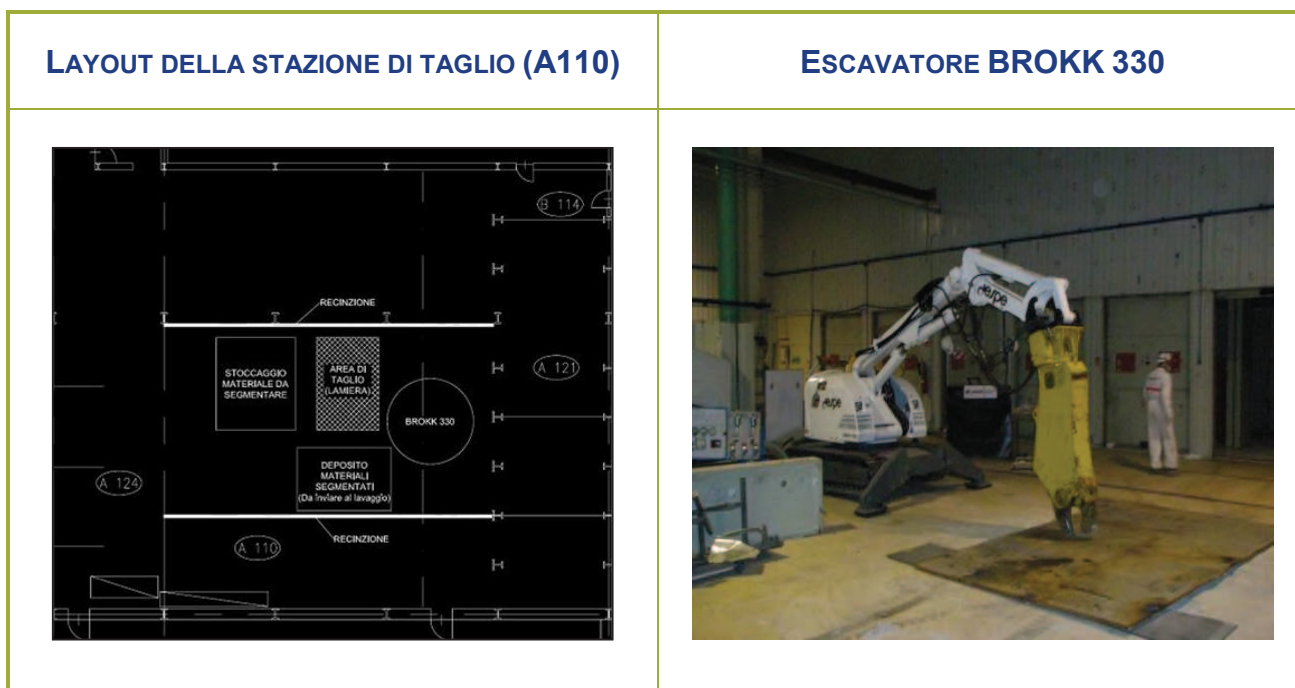 LAYOUT DELLA STAZIONE DI TAGLIO (A110)
ESCAVATORE BROKK 330
B 114
RECINZIONE
STOCCAGGIO
MATERIALE DA
SEGMENTARE
AREA DI
TAGLIO
(LAMIERA)
A 121
BROKK 330
DEPOSITO
MATERIALI
SEGMENTATI
(Da inviare al lavaggio)
A 124
RECINZIONE
A 110